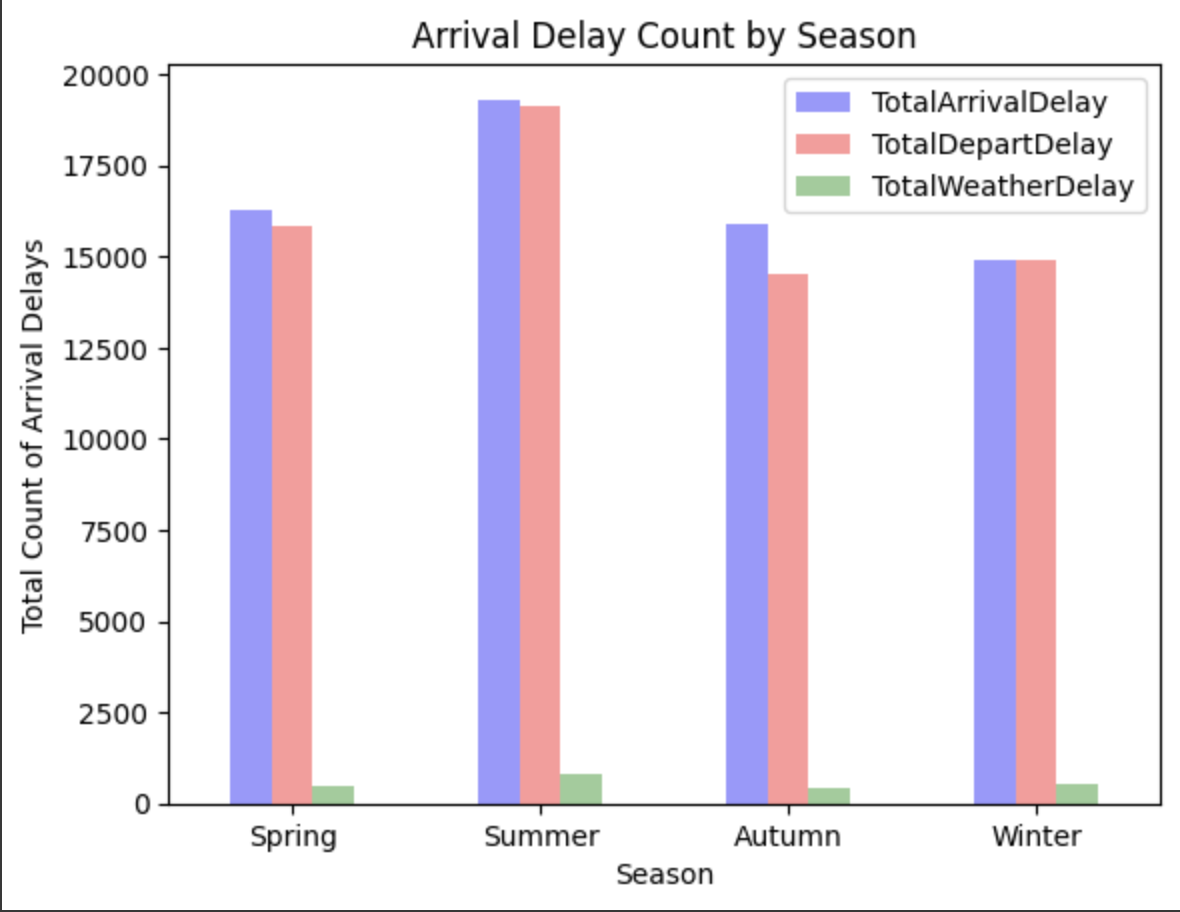 Arrival Delay Count by Season
TotalArrivalDelay
TotalDepartDelay
TotalWeatherDelay
Total Count of Arrival Delays
20000
17500
15000
12500
10000
7500
5000
2500
0
Spring Summer Autumn Winter
Season